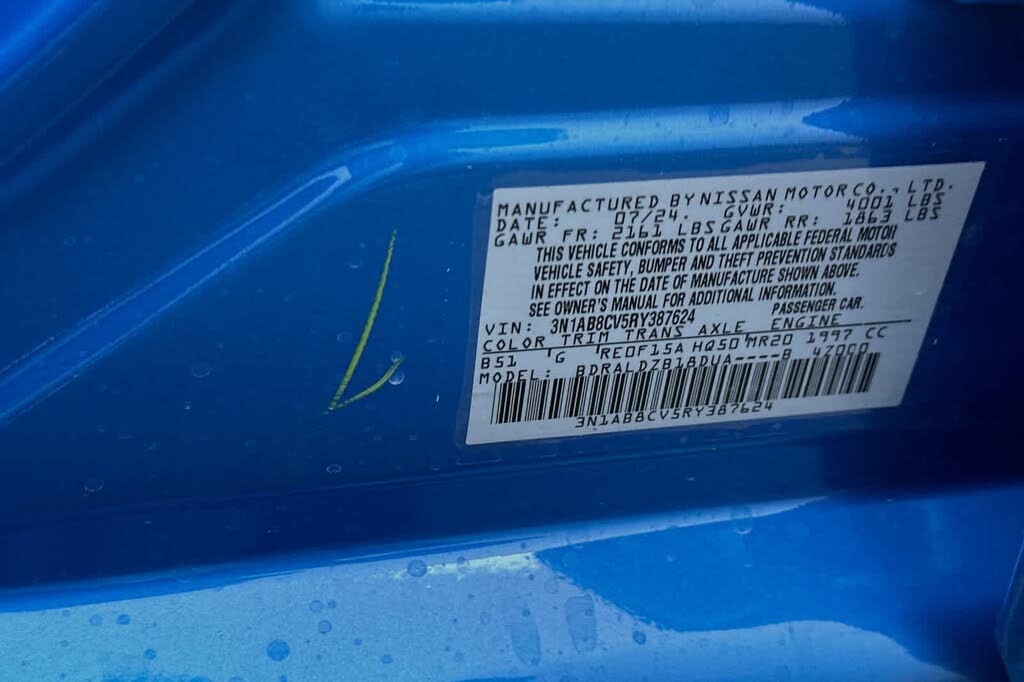 MANUFACTURED BY NISSAN MOTOR CO., LTD.
DATE: 07/24. GVWR: 4001 LBS
GAWR FR: 2161 LBS GAWR RR: 1863 LBS
THIS VEHICLE CONFORMS TO ALL APPLICABLE FEDERAL MOTOR
VEHICLE SAFETY, BUMPER AND THEFT PREVENTION STANDARDS
IN EFFECT ON THE DATE OF MANUFACTURE SHOWN ABOVE.
SEE OWNER'S MANUAL FOR ADDITIONAL INFORMATION.
VIN: 3N1AB8CV5RY387624 PASSENGER CAR.
COLOR TRIM TRANS AXLE ENGINE
B51 G RE0F15A HQ50 MR20 1997 CC
MODEL: BDRALDZB18DUA----B 47000
3N1AB8CV5RY387624